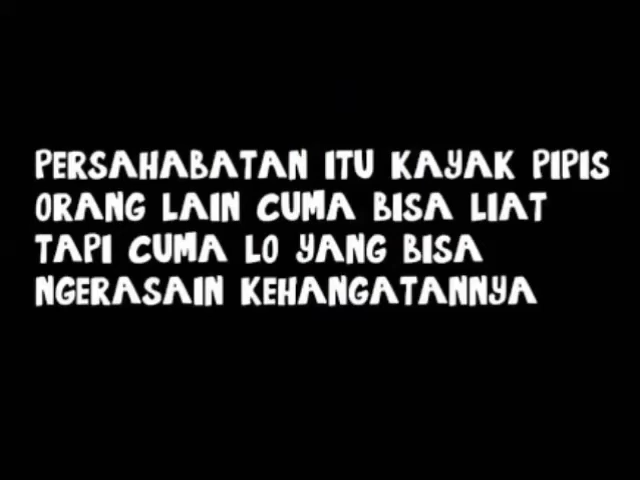 PERSAHABATAN ITU KAYAK PIPIS
ORANG LAIN CUMA BISA LIAT
TAPI CUMA LO YANG BISA
NGERASAIN KEHANGATANNYA